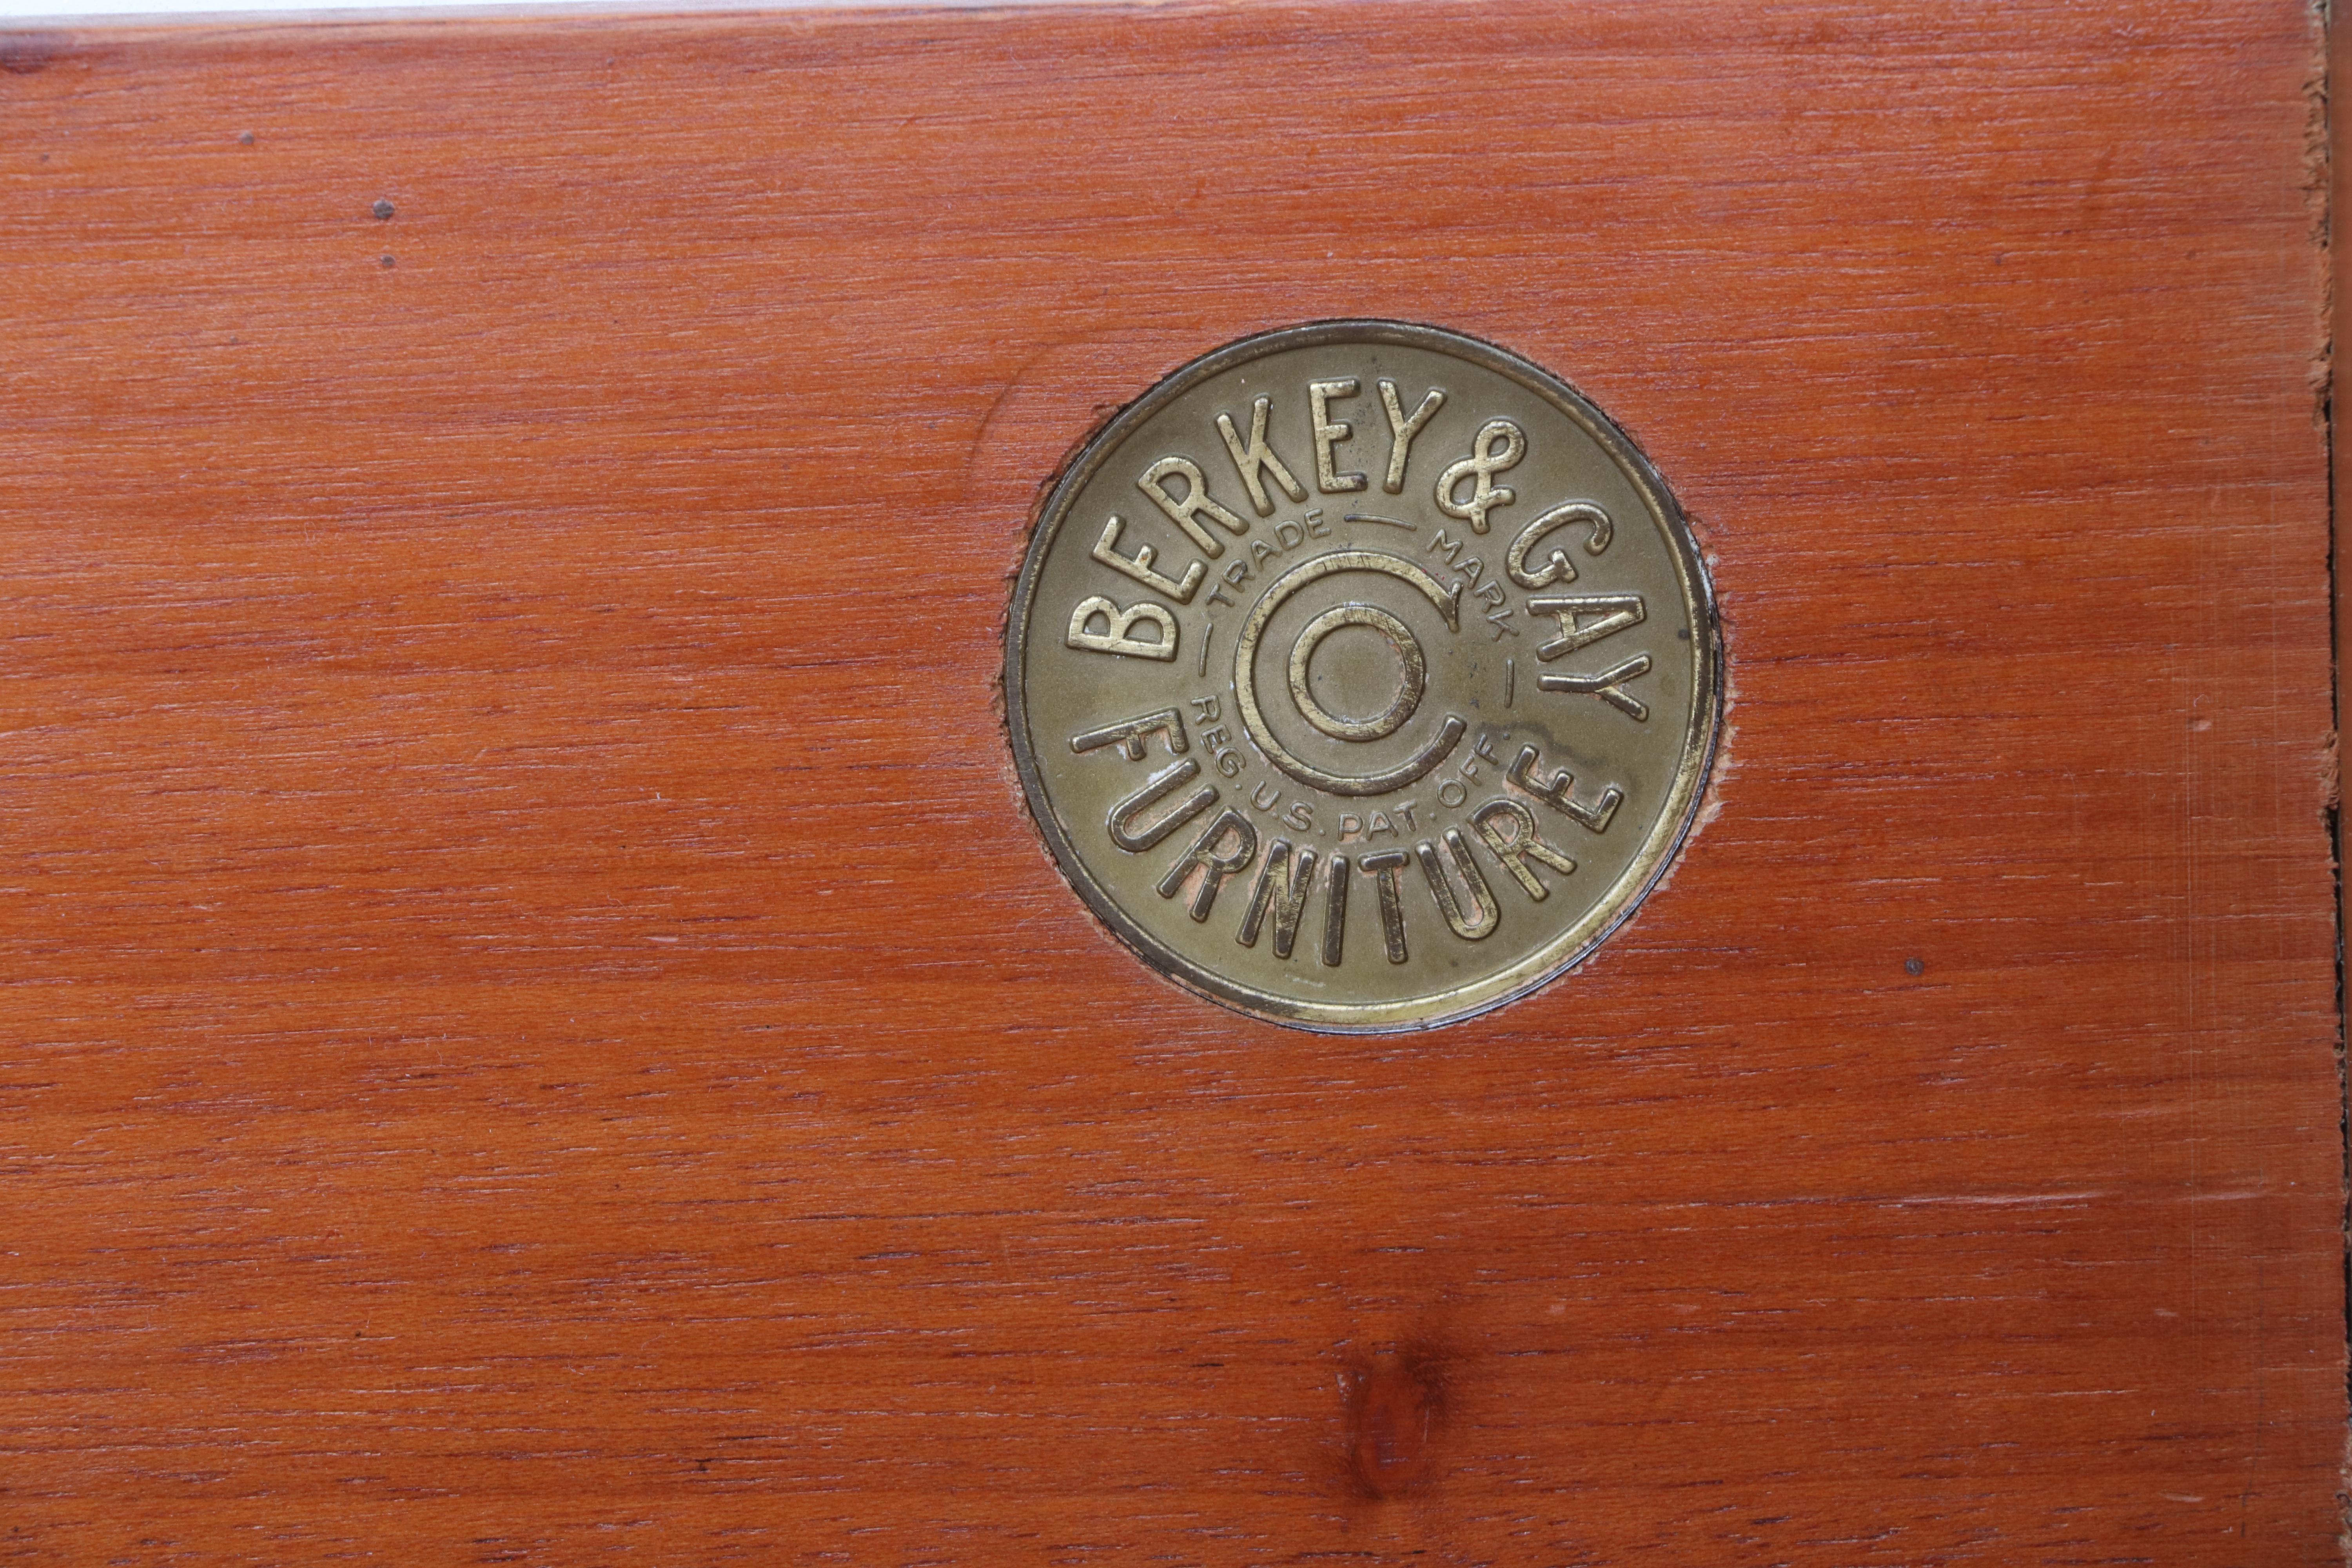 BERKEY & GAY
TRADE — MARK
REG. U.S. PAT. OFF.
FURNITURE